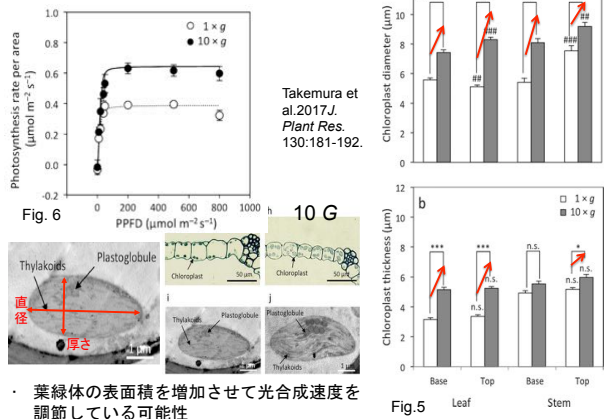 Photosynthesis rate per area
(μmol m⁻² s⁻¹)
1.0
0.8
0.6
0.4
0.2
0.0
-0.2
○ 1 × g
● 10 × g
0 200 400 600 800 1000
PPFD (μmol m⁻² s⁻¹)
Fig. 6
Takemura et
al.2017J.
Plant Res.
130:181-192.
Chloroplast diameter (μm)
10
8
6
4
2
0
##
###
###
##
10 G
h
Chloroplast
50 μm
Chloroplast
50 μm
Thylakoids
Plastoglobule
直径
厚さ
1 μm
i
Thylakoids
Plastoglobule
1 μm
j
Plastoglobule
Thylakoids
1 μm
Chloroplast thickness (μm)
12
10
8
6
4
2
0
b
□ 1 × g
■ 10 × g
*** *** n.s. *
n.s.
n.s.
n.s.
n.s.
Base Top Base Top
Leaf Stem
Fig.5
・ 葉緑体の表面積を増加させて光合成速度を
調節している可能性